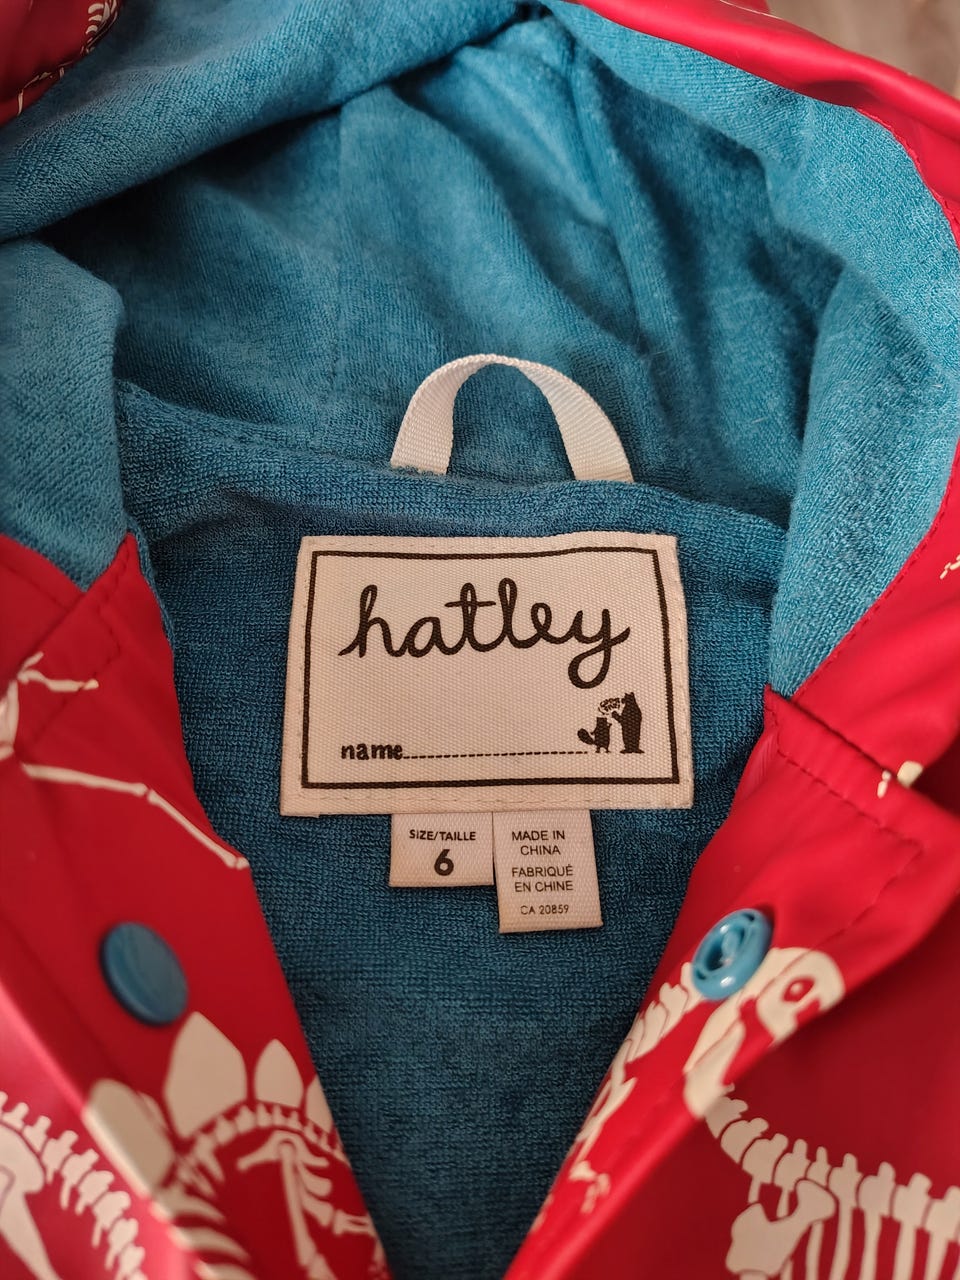 hatley
name
SIZE/TAILLE
6
MADE IN
CHINA
FABRIQUÉ
EN CHINE
CA 20859